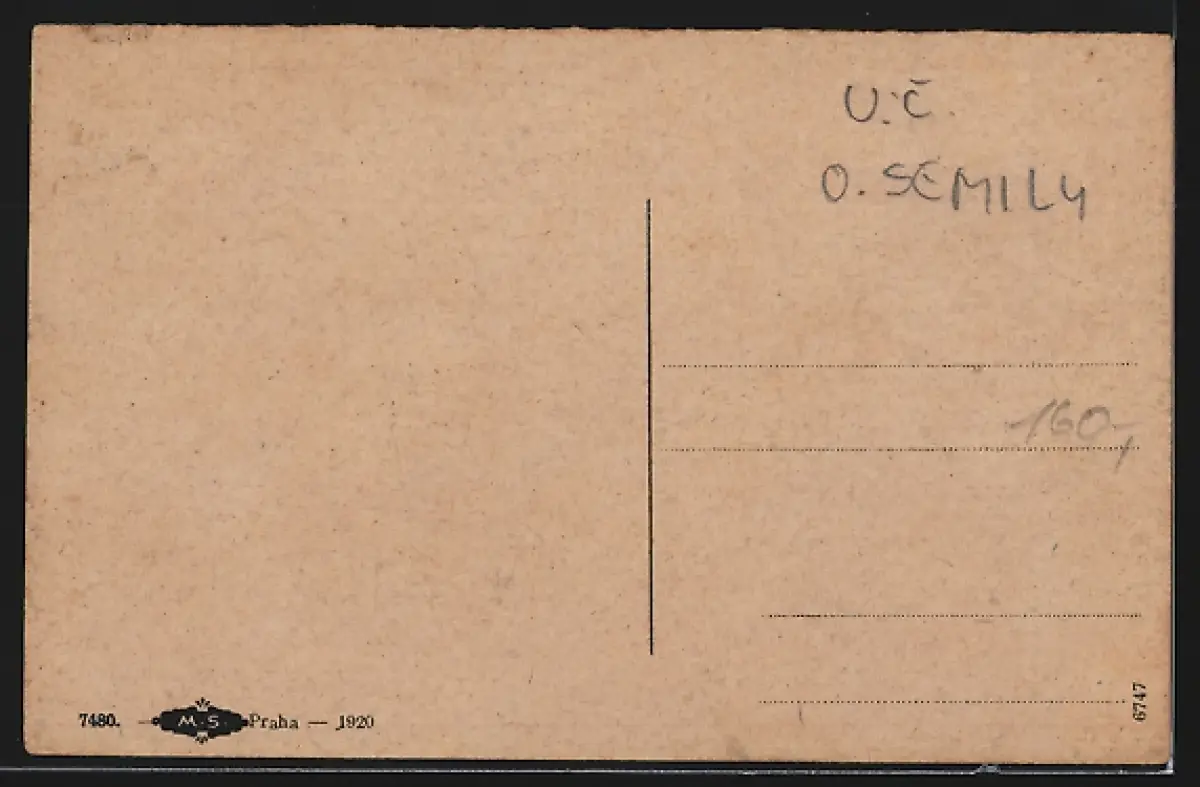 U.Č.
O. SEMILY
160,-
7480. — M.S. Praha — 1920
6747